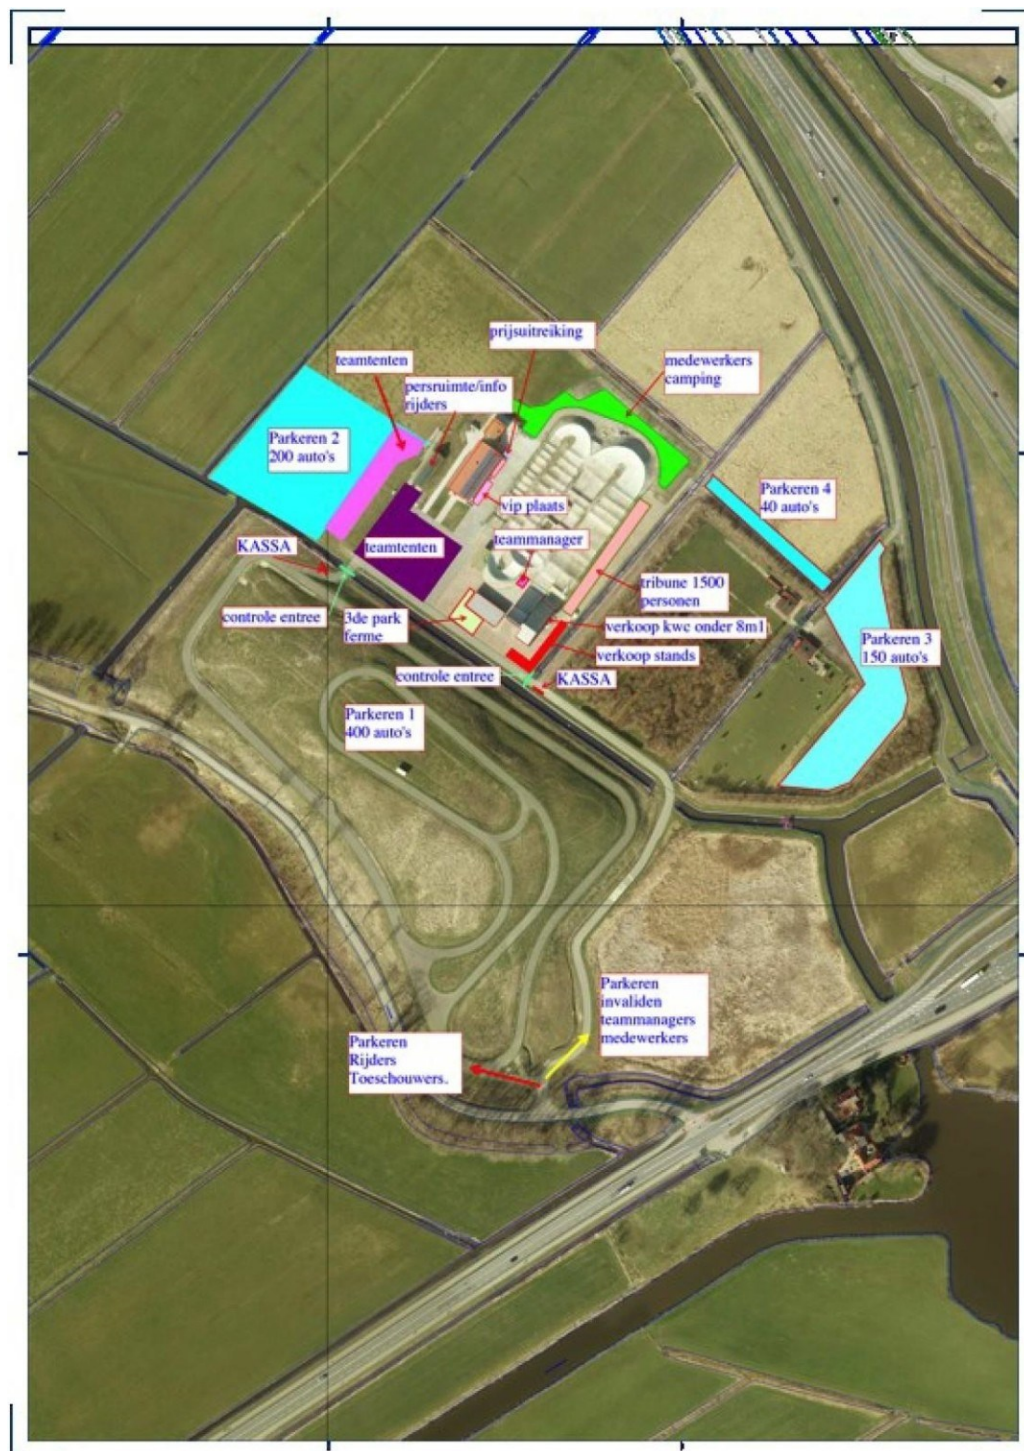 prijsuitreiking
teamtenten
medewerkers
camping
persruimte/info
rijders
Parkeren 2
200 auto's
Parkeren 4
40 auto's
vip plaats
KASSA
teamtenten
teammanager
tribune 1500
personen
controle entree
3de park
ferme
verkoop kwc onder 8m1
Parkeren 3
150 auto's
verkoop stands
controle entree
KASSA
Parkeren 1
400 auto's
Parkeren
invaliden
teammanagers
medewerkers
Parkeren
Rijders
Toeschouwers.